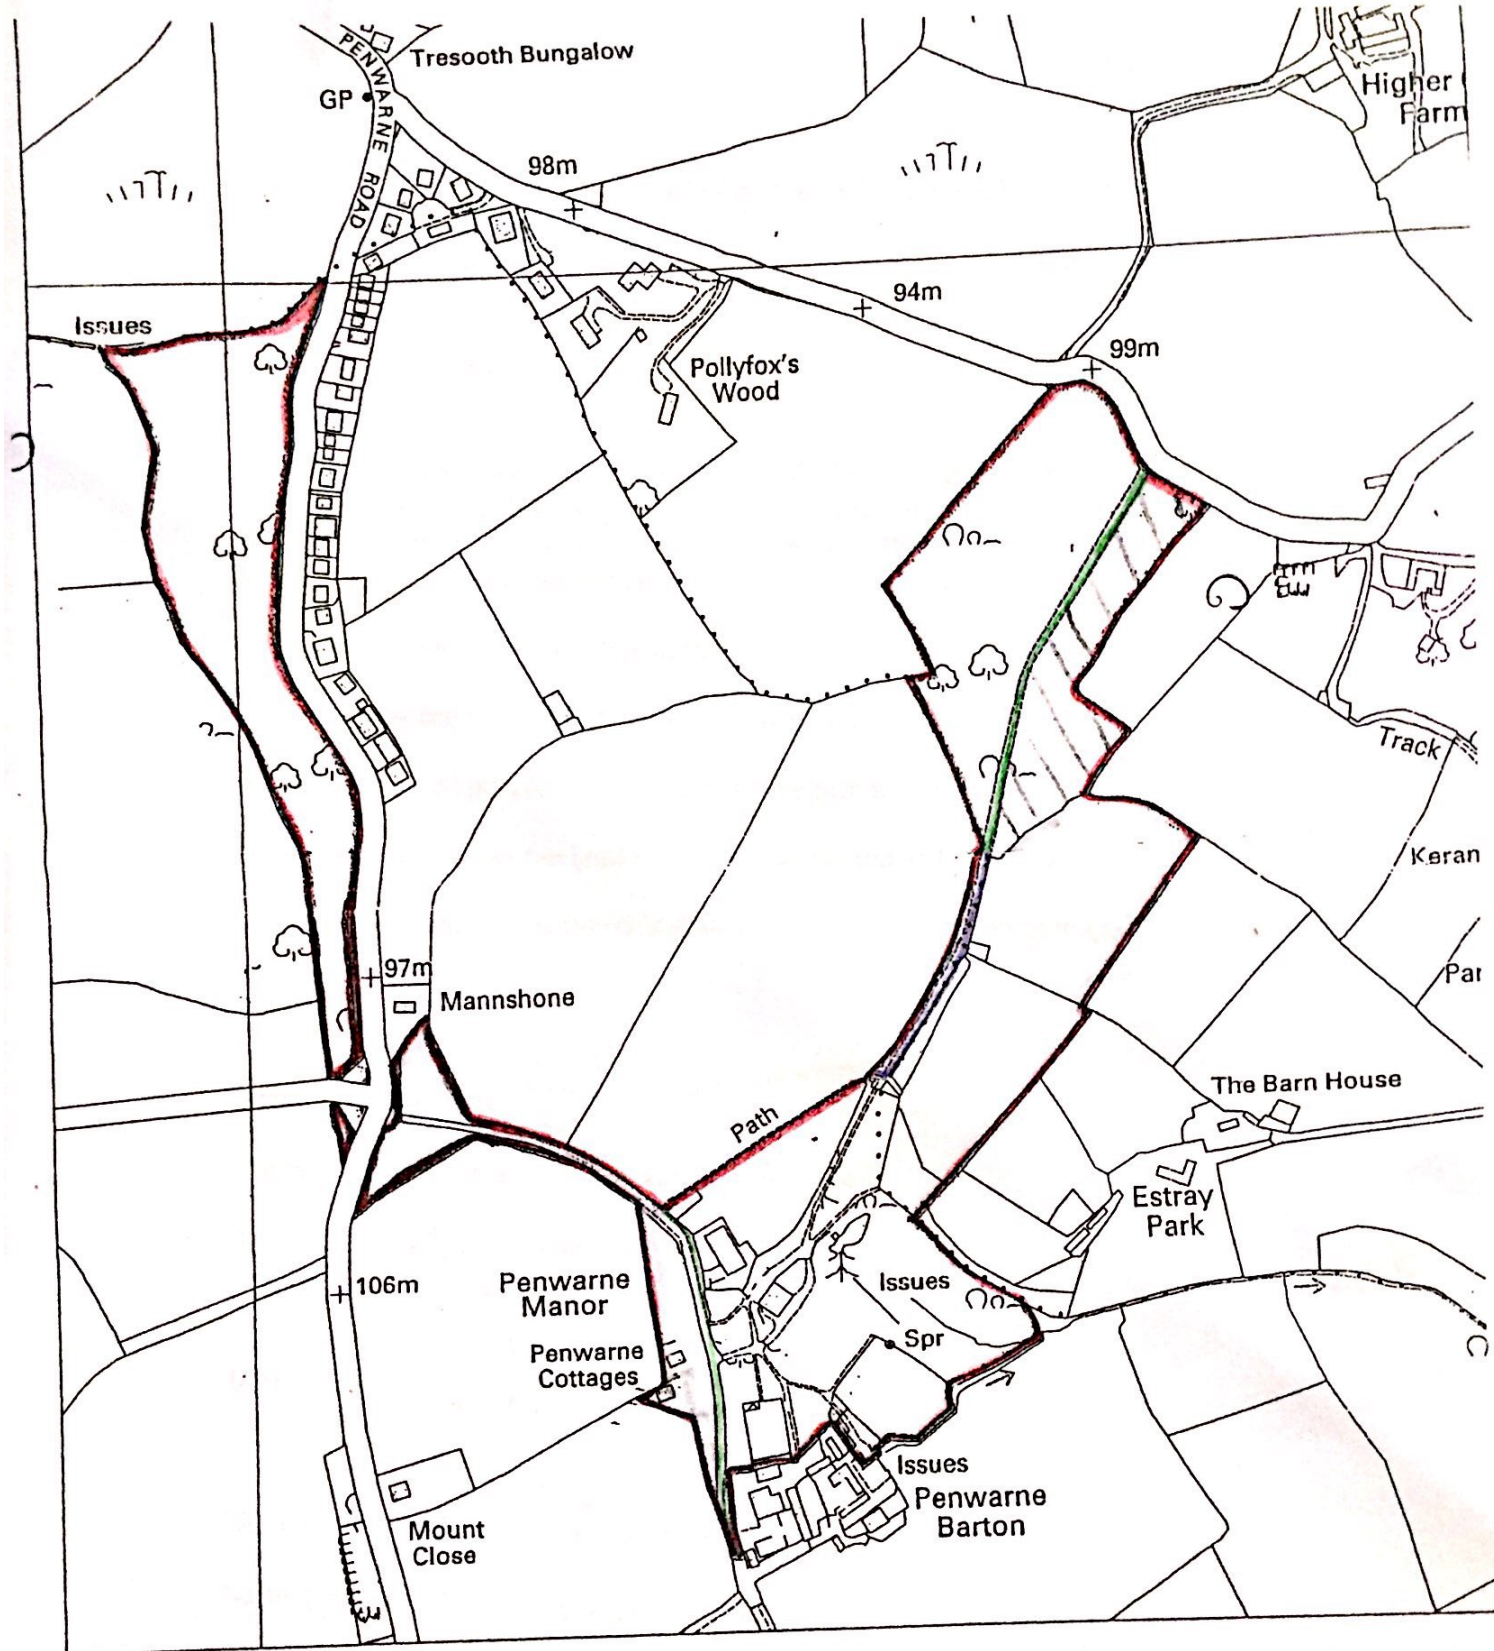 Tresooth Bungalow
PENWARNE ROAD
GP
Higher
Farm
98m
94m
Issues
99m
Pollyfox's
Wood
Track
Keran
97m
Mannshone
Par
The Barn House
Path
Estray
Park
106m
Penwarne
Manor
Issues
Spr
Penwarne
Cottages
Issues
Penwarne
Barton
Mount
Close